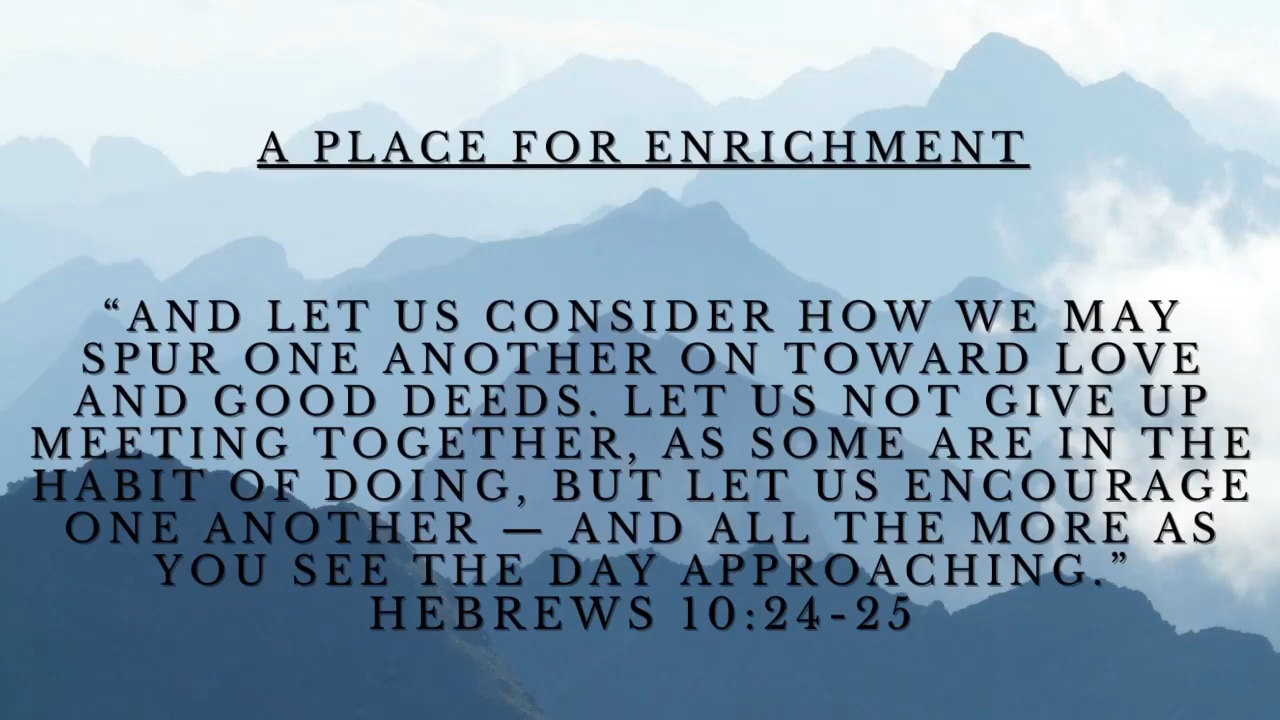 A PLACE FOR ENRICHMENT
“AND LET US CONSIDER HOW WE MAY
SPUR ONE ANOTHER ON TOWARD LOVE
AND GOOD DEEDS. LET US NOT GIVE UP
MEETING TOGETHER, AS SOME ARE IN THE
HABIT OF DOING, BUT LET US ENCOURAGE
ONE ANOTHER — AND ALL THE MORE AS
YOU SEE THE DAY APPROACHING.”
HEBREWS 10:24-25